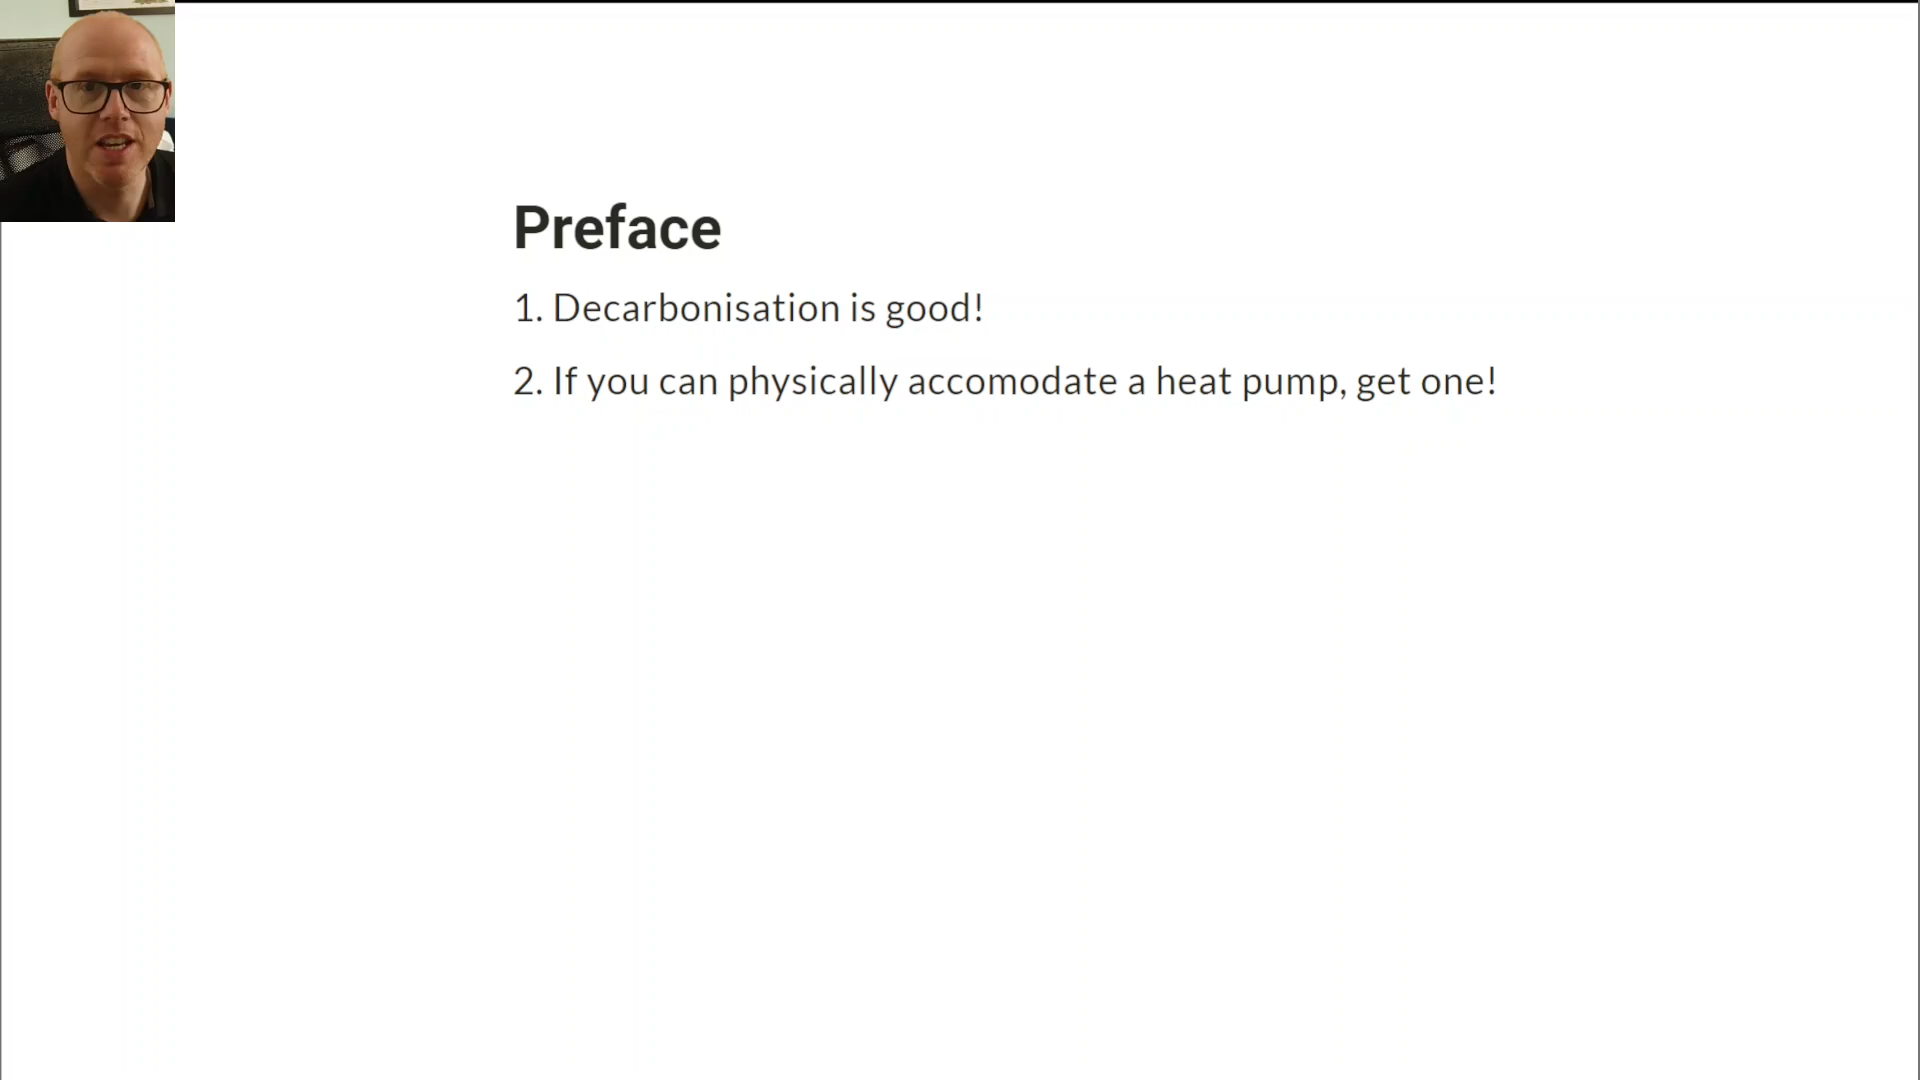 Preface
1. Decarbonisation is good!
2. If you can physically accomodate a heat pump, get one!